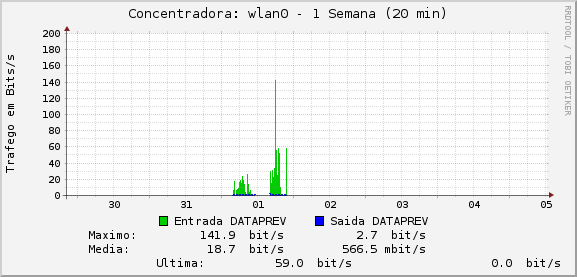 Concentradora: wlan0 - 1 Semana (20 min)
RRDTOOL / TOBI OETIKER
Trafego em Bits/s
200
180
160
140
120
100
80
60
40
20
0
30 31 01 02 03 04 05
Entrada DATAPREV Saida DATAPREV
Maximo: 141.9 bit/s 2.7 bit/s
Media: 18.7 bit/s 566.5 mbit/s
Ultima: 59.0 bit/s 0.0 bit/s